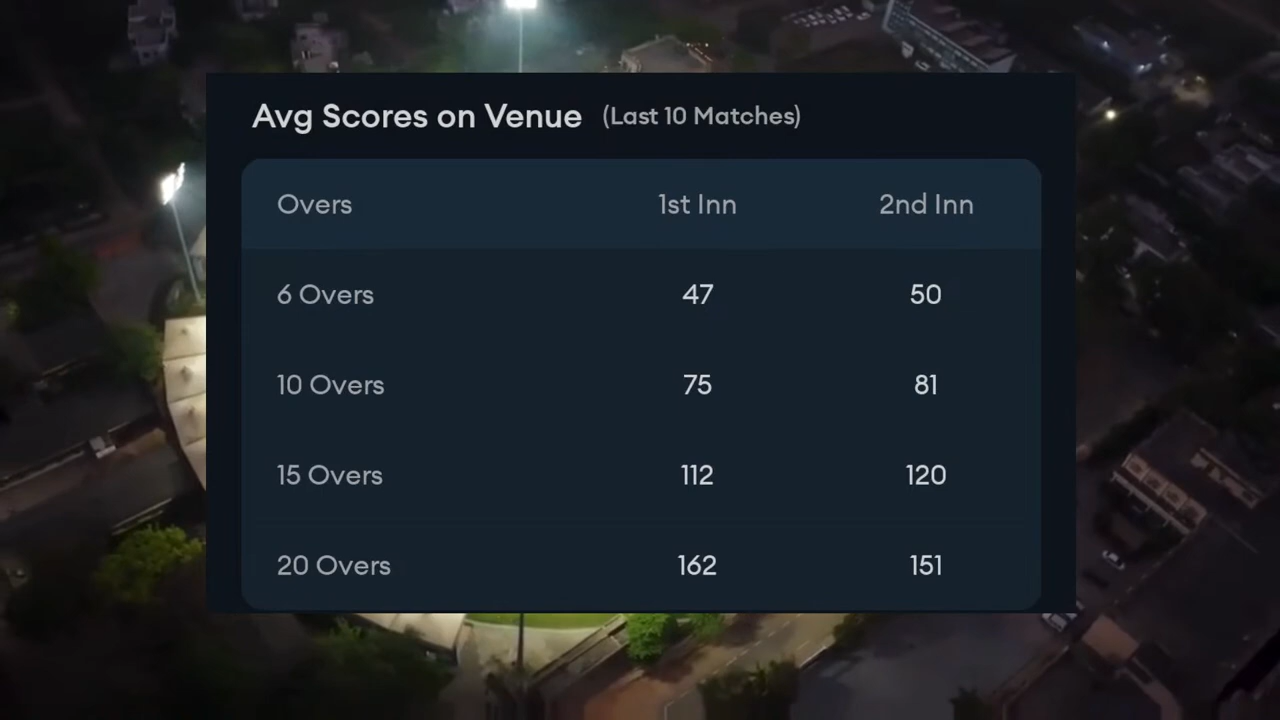 Avg Scores on Venue (Last 10 Matches)
Overs 1st Inn 2nd Inn
6 Overs 47 50
10 Overs 75 81
15 Overs 112 120
20 Overs 162 151